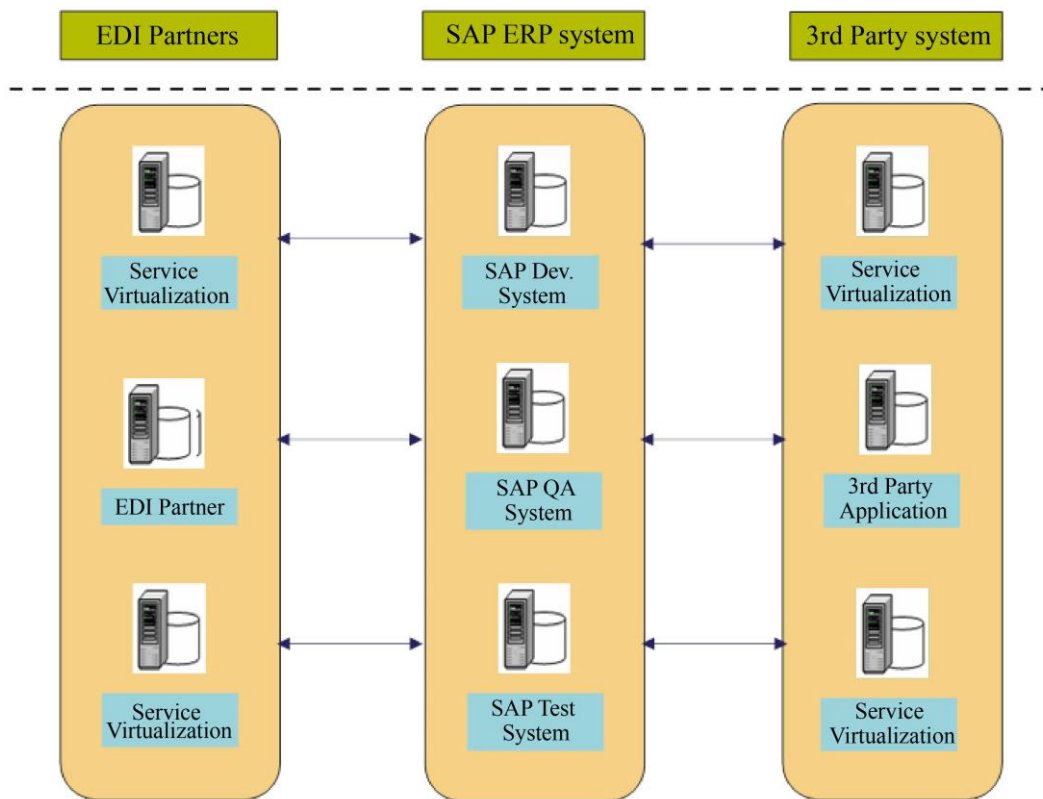 EDI Partners
SAP ERP system
3rd Party system
Service
Virtualization
SAP Dev.
System
Service
Virtualization
EDI Partner
SAP QA
System
3rd Party
Application
Service
Virtualization
SAP Test
System
Service
Virtualization